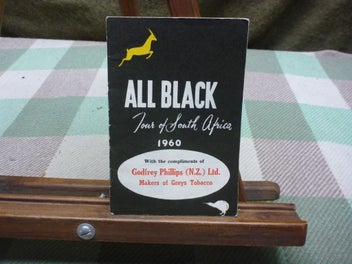 ALL BLACK
Tour of South Africa
1960
With the compliments of
Godfrey Phillips (N.Z.) Ltd.
Makers of Greys Tobacco